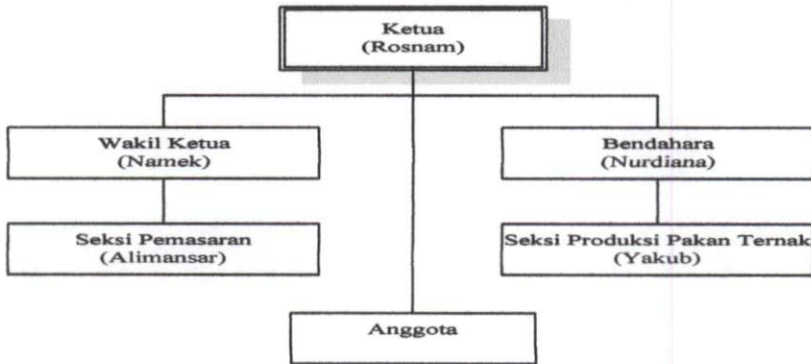 Ketua
(Rosnam)
Wakil Ketua
(Namek)
Bendahara
(Nurdiana)
Seksi Pemasaran
(Alimansar)
Seksi Produksi Pakan Ternak
(Yakub)
Anggota